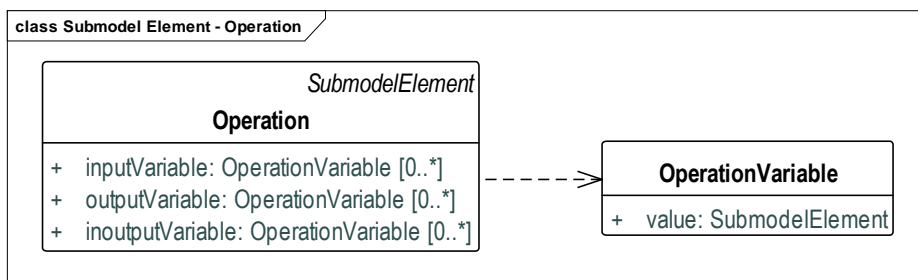 class Submodel Element - Operation
SubmodelElement
Operation
+ inputVariable: OperationVariable [0..*]
+ outputVariable: OperationVariable [0..*]
+ inoutputVariable: OperationVariable [0..*]
OperationVariable
+ value: SubmodelElement